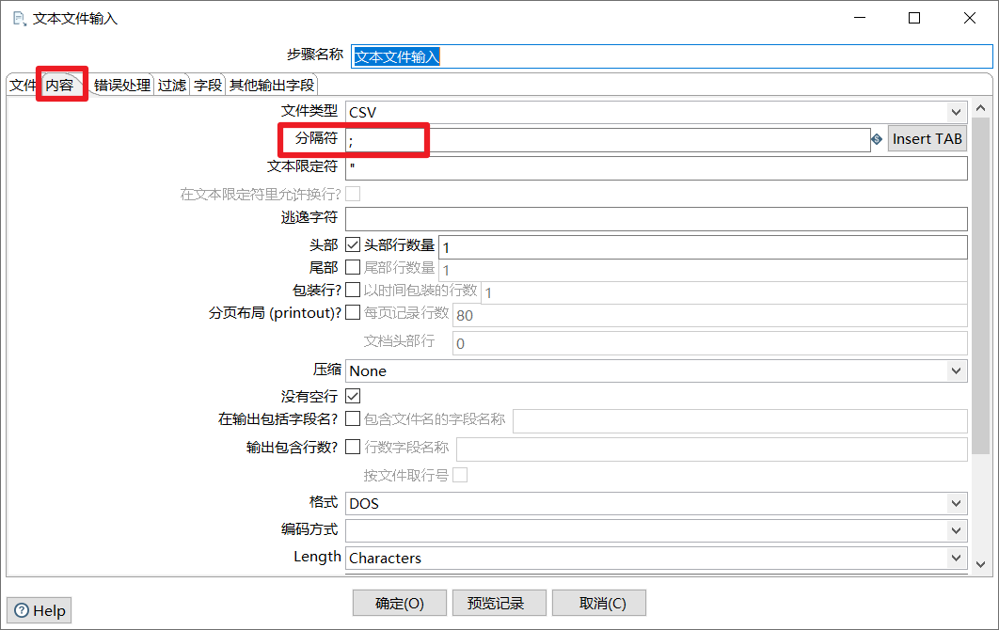 文本文件输入
步骤名称 文本文件输入
文件 内容 错误处理 过滤 字段 其他输出字段
文件类型 CSV
分隔符 ; Insert TAB
文本限定符 "
在文本限定符里允许换行?
逃逸字符
头部 头部行数量 1
尾部 尾部行数量 1
包装行? 以时间包装的行数 1
分页布局 (printout)? 每页记录行数 80
文档头部行 0
压缩 None
没有空行
在输出包括字段名? 包含文件名的字段名称
输出包含行数? 行数字段名称
按文件取行号
格式 DOS
编码方式
Length Characters
确定(O) 预览记录 取消(C)
Help